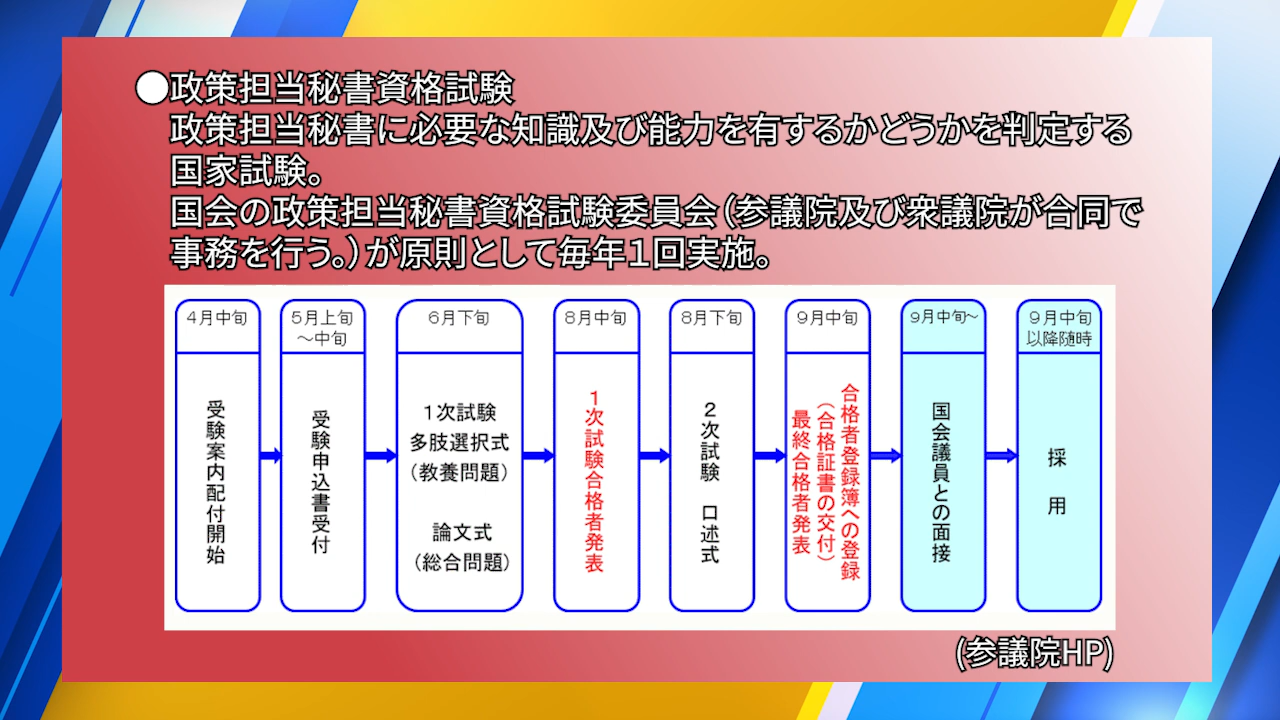 ●政策担当秘書資格試験
政策担当秘書に必要な知識及び能力を有するかどうかを判定する
国家試験。
国会の政策担当秘書資格試験委員会(参議院及び衆議院が合同で
事務を行う。)が原則として毎年1回実施。
4月中旬
受験案内配付開始
5月上旬
～中旬
受験申込書受付
6月下旬
1次試験
多肢選択式
(教養問題)
論文式
(総合問題)
8月中旬
1次試験合格者発表
8月下旬
2次試験 口述式
9月中旬
合格者登録簿への登録
(合格証書の交付)
最終合格者発表
9月中旬～
国会議員との面接
9月中旬
以降随時
採用
(参議院HP)